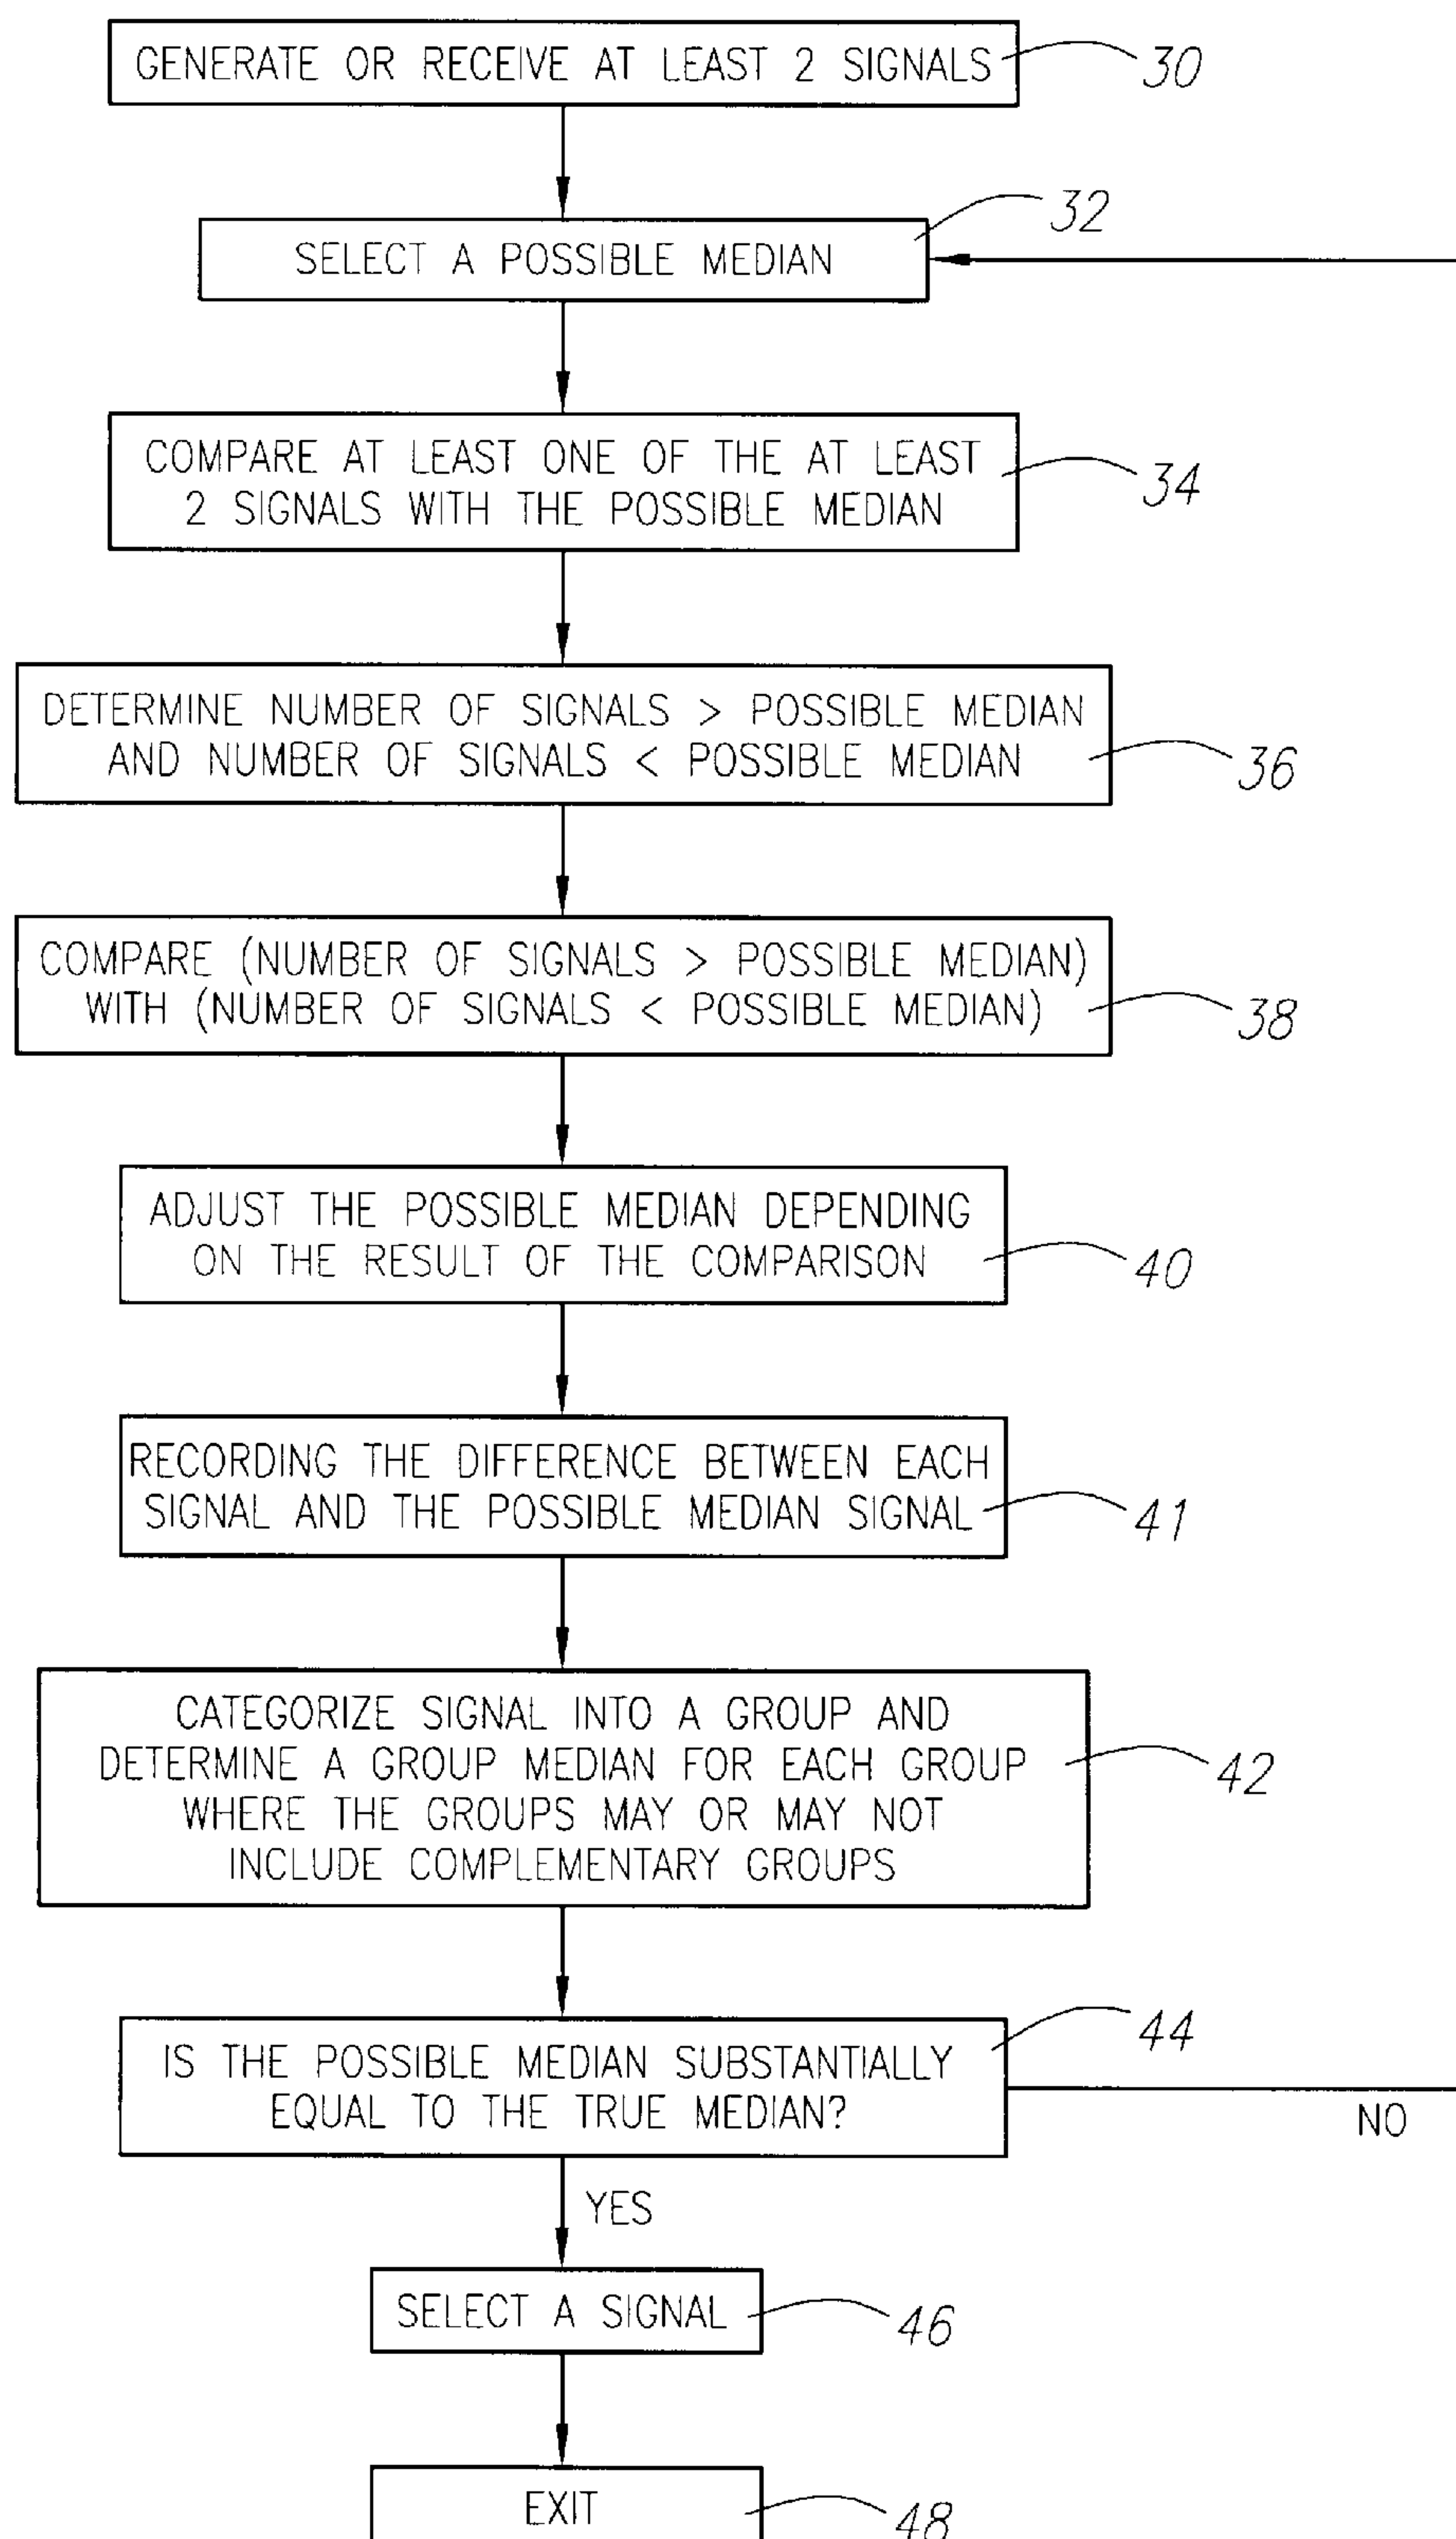 GENERATE OR RECEIVE AT LEAST 2 SIGNALS
30
SELECT A POSSIBLE MEDIAN
32
COMPARE AT LEAST ONE OF THE AT LEAST
2 SIGNALS WITH THE POSSIBLE MEDIAN
34
DETERMINE NUMBER OF SIGNALS > POSSIBLE MEDIAN
AND NUMBER OF SIGNALS < POSSIBLE MEDIAN
36
COMPARE (NUMBER OF SIGNALS > POSSIBLE MEDIAN)
WITH (NUMBER OF SIGNALS < POSSIBLE MEDIAN)
38
ADJUST THE POSSIBLE MEDIAN DEPENDING
ON THE RESULT OF THE COMPARISON
40
RECORDING THE DIFFERENCE BETWEEN EACH
SIGNAL AND THE POSSIBLE MEDIAN SIGNAL
41
CATEGORIZE SIGNAL INTO A GROUP AND
DETERMINE A GROUP MEDIAN FOR EACH GROUP
WHERE THE GROUPS MAY OR MAY NOT
INCLUDE COMPLEMENTARY GROUPS
42
IS THE POSSIBLE MEDIAN SUBSTANTIALLY
EQUAL TO THE TRUE MEDIAN?
44
NO
YES
SELECT A SIGNAL
46
EXIT
48